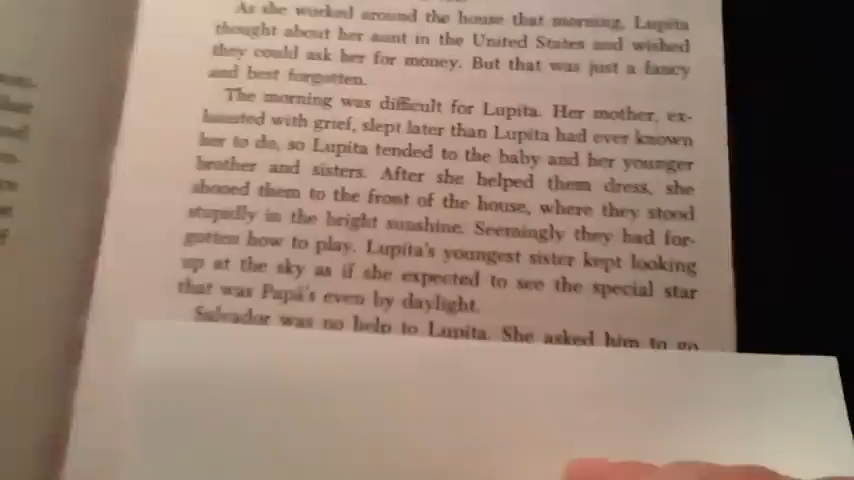 As she worked around the house that morning, Lupita
thought about her aunt in the United States and wished
they could ask her for money. But that was just a fancy
and best forgotten.
The morning was difficult for Lupita. Her mother, ex-
hausted with grief, slept later than Lupita had ever known
her to do, so Lupita tended to the baby and her younger
brother and sisters. After she helped them dress, she
shooed them to the front of the house, where they stood
stupidly in the bright sunshine. Seemingly they had for-
gotten how to play. Lupita's youngest sister kept looking
up at the sky as if she expected to see the special star
that was Papá's even by daylight.
Salvador was no help to Lupita. She asked him to go